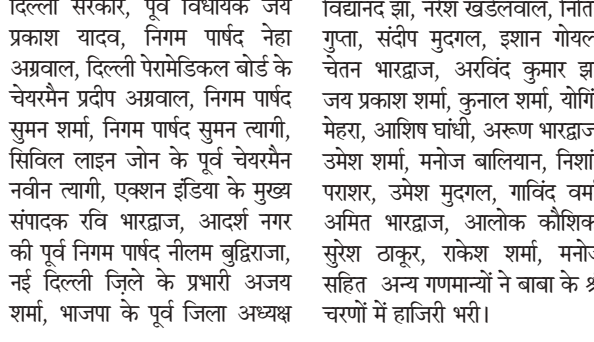 दिल्ली सरकार, पूर्व विधायक जय
प्रकाश यादव, निगम पार्षद नेहा
अग्रवाल, दिल्ली पेरामेडिकल बोर्ड के
चेयरमैन प्रदीप अग्रवाल, निगम पार्षद
सुमन शर्मा, निगम पार्षद सुमन त्यागी,
सिविल लाइन जोन के पूर्व चेयरमैन
नवीन त्यागी, एक्शन इंडिया के मुख्य
संपादक रवि भारद्वाज, आदर्श नगर
की पूर्व निगम पार्षद नीलम बुद्धिराजा,
नई दिल्ली ज़िले के प्रभारी अजय
शर्मा, भाजपा के पूर्व जिला अध्यक्ष
विद्यानंद झा, नरेश खंडेलवाल,
गुप्ता, संदीप मुदगल, इशान गोयल
चेतन भारद्वाज, अरविंद कुमार
जय प्रकाश शर्मा, कुनाल शर्मा,
मेहरा, आशिष घांधी, अरूण भारद्वाज
उमेश शर्मा, मनोज बालियान,
पराशर, उमेश मुदगल, गाविंद
अमित भारद्वाज, आलोक कौशिक
सुरेश ठाकूर, राकेश शर्मा,
सहित अन्य गणमान्यों ने बाबा के
चरणों में हाजिरी भरी।